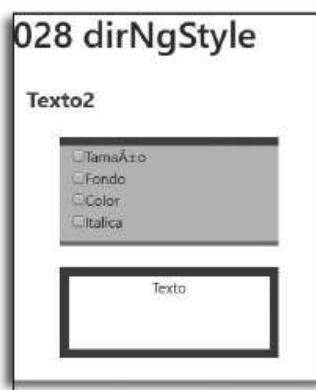 028 dirNgStyle
Texto2
TamaÃ±o
Fondo
Color
Italica
Texto